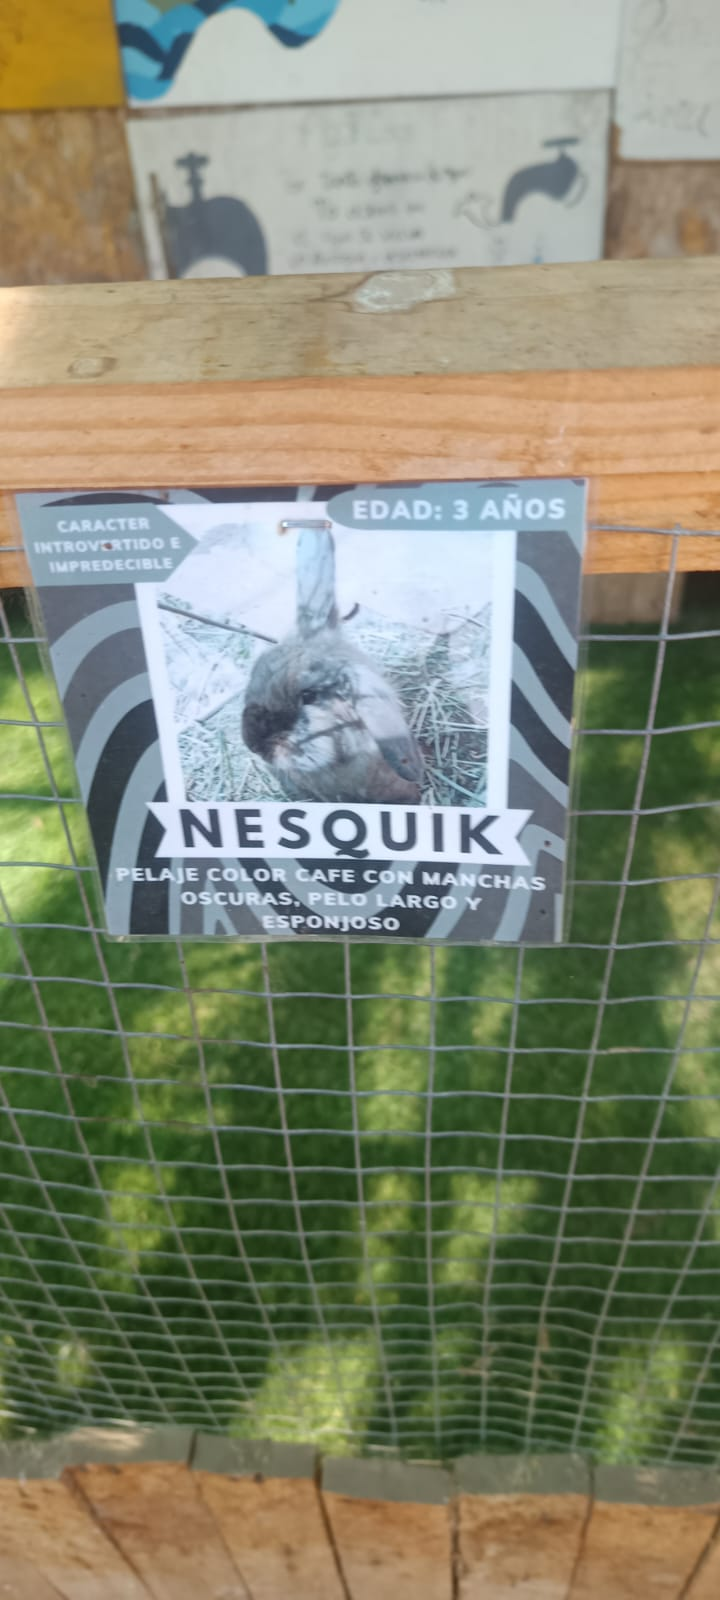 CARACTER
INTROVERTIDO E
IMPREDECIBLE
EDAD: 3 AÑOS
NESQUIK
PELAJE COLOR CAFE CON MANCHAS
OSCURAS, PELO LARGO Y
ESPONJOSO